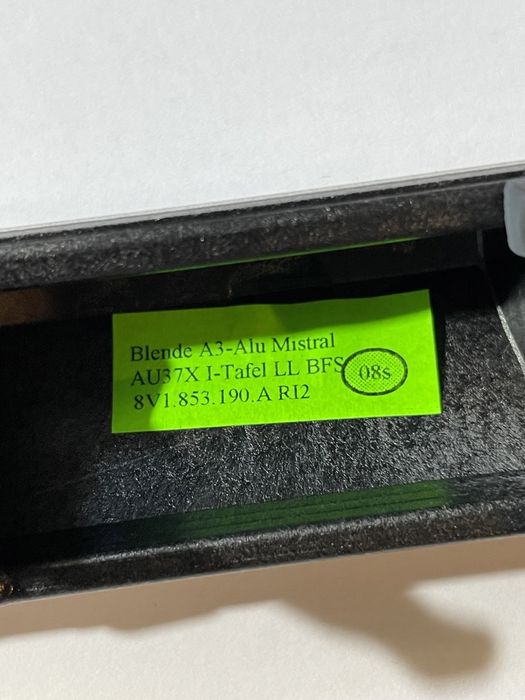 Blende A3-Alu Mistral
AU37X I-Tafel LL BFS
08s
8V1.853.190.A RI2